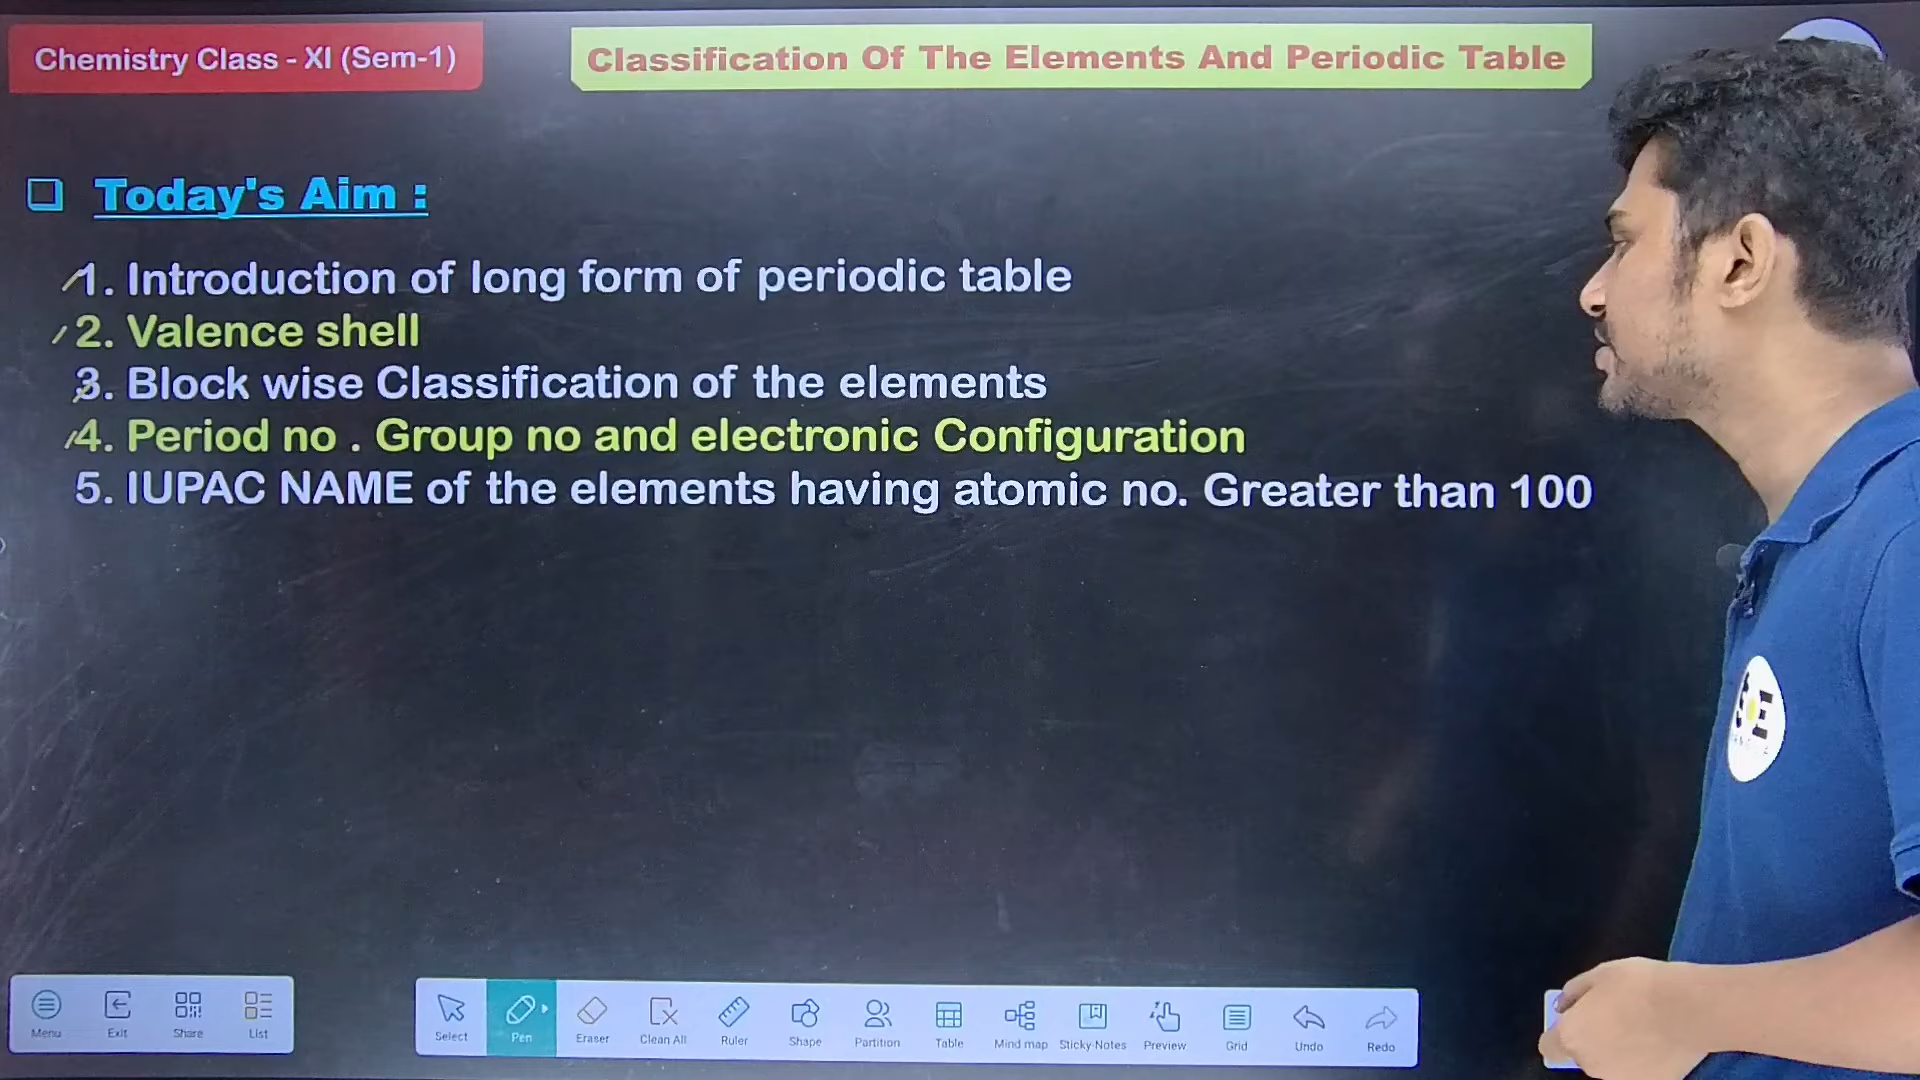 Chemistry Class - XI (Sem-1)
Classification Of The Elements And Periodic Table
Today's Aim :
1. Introduction of long form of periodic table
2. Valence shell
3. Block wise Classification of the elements
4. Period no . Group no and electronic Configuration
5. IUPAC NAME of the elements having atomic no. Greater than 100
Menu Exit Share List
Select Pen Eraser Clean All Ruler Shape Partition Table Mind map Sticky-Notes Preview Grid Undo Redo